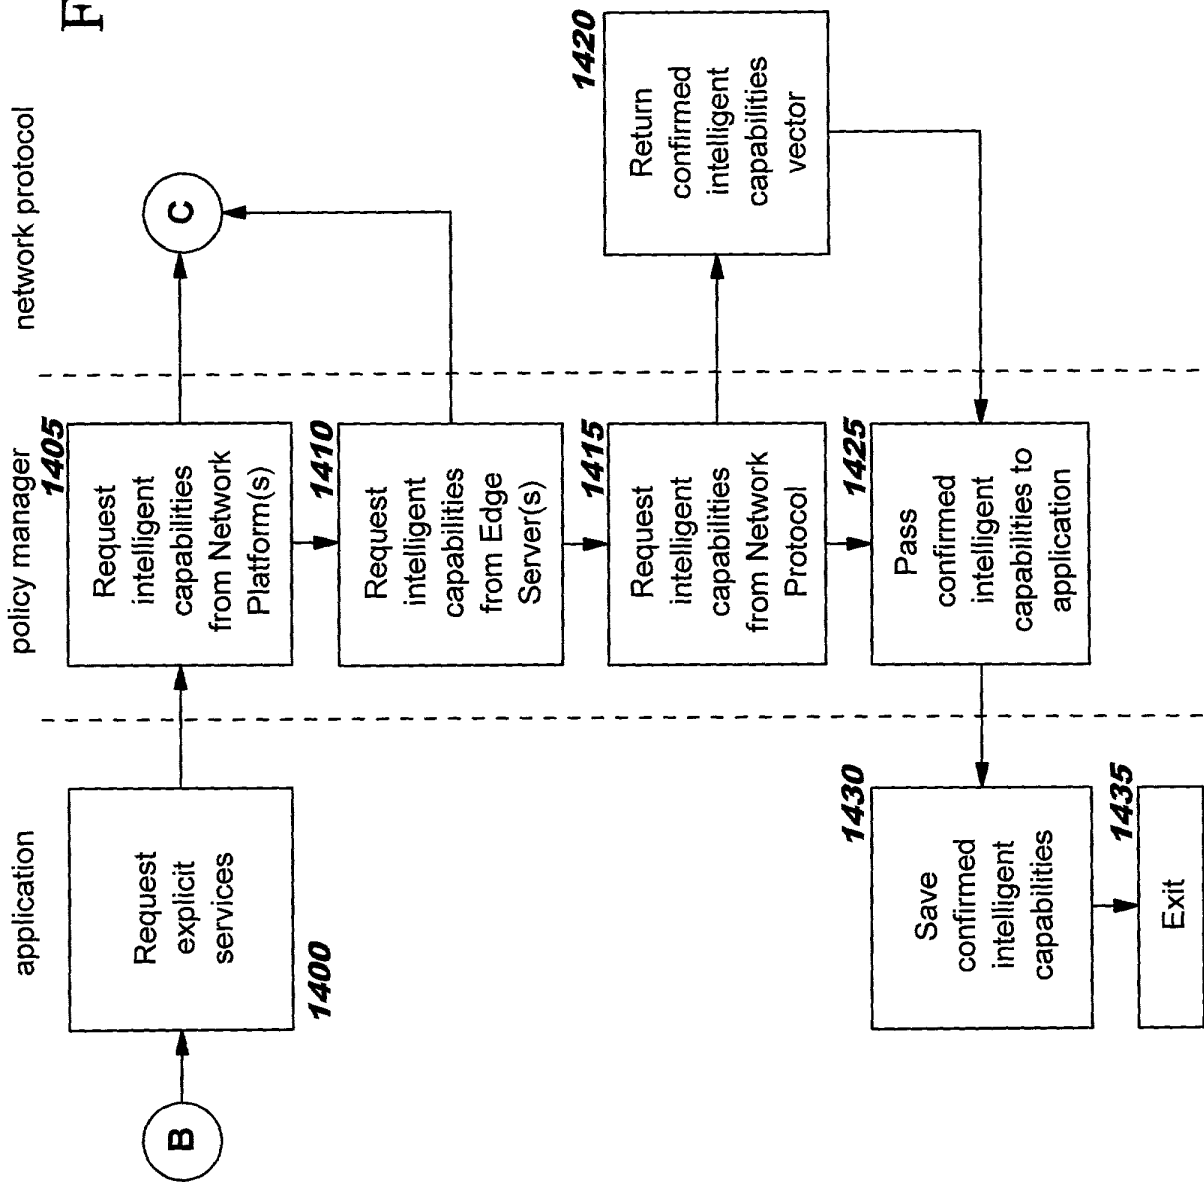 application
policy manager
network protocol
F
B
Request
explicit
services
1400
1405
Request
intelligent
capabilities
from Network
Platform(s)
C
1410
Request
intelligent
capabilities
from Edge
Server(s)
1415
Request
intelligent
capabilities
from Network
Protocol
1420
Return
confirmed
intelligent
capabilities
vector
1425
Pass
confirmed
intelligent
capabilities to
application
1430
Save
confirmed
intelligent
capabilities
1435
Exit